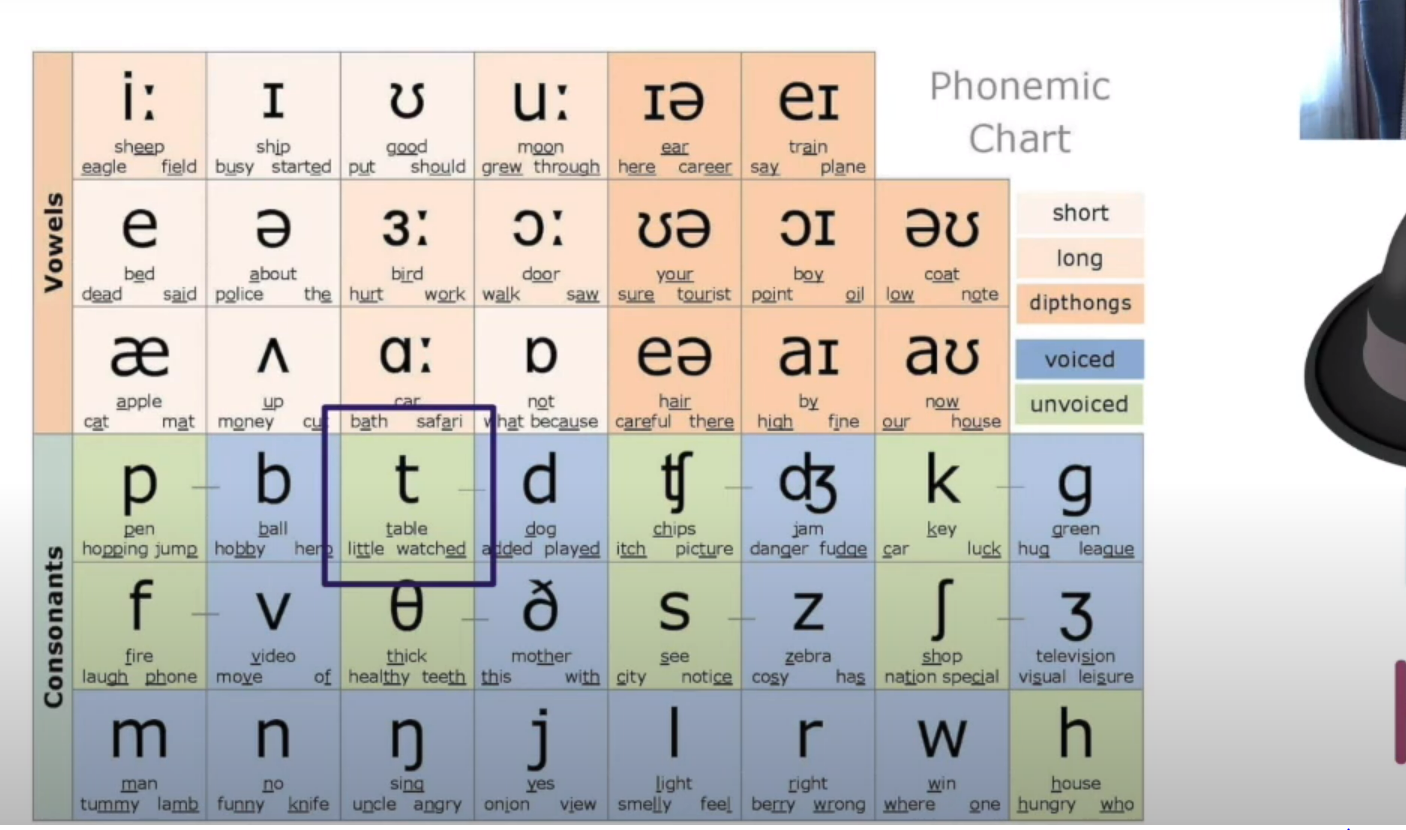 Phonemic
Chart
Vowels
iː ɪ ʊ uː ɪə eɪ
sheep ship good moon ear train
eagle field busy started put should grew through here career say plane
e ə ɜː ɔː ʊə ɔɪ əʊ
bed about bird door your boy coat
dead said police the hurt work walk saw sure tourist point oil low note
æ ʌ ɑː ɒ eə aɪ aʊ
apple up car not hair by now
cat mat money cut bath safari what because careful there high fine our house
short
long
dipthongs
voiced
unvoiced
Consonants
p b t d ʧ ʤ k g
pen ball table dog chips jam key green
hopping jump hobby herb little watched added played itch picture danger fudge car luck hug league
f v θ ð s z ʃ ʒ
fire video thick mother see zebra shop television
laugh phone move of healthy teeth this with city notice cosy has nation special visual leisure
m n ŋ j l r w h
man no sing yes light right win house
tummy lamb funny knife uncle angry onion view smelly feel berry wrong where one hungry who